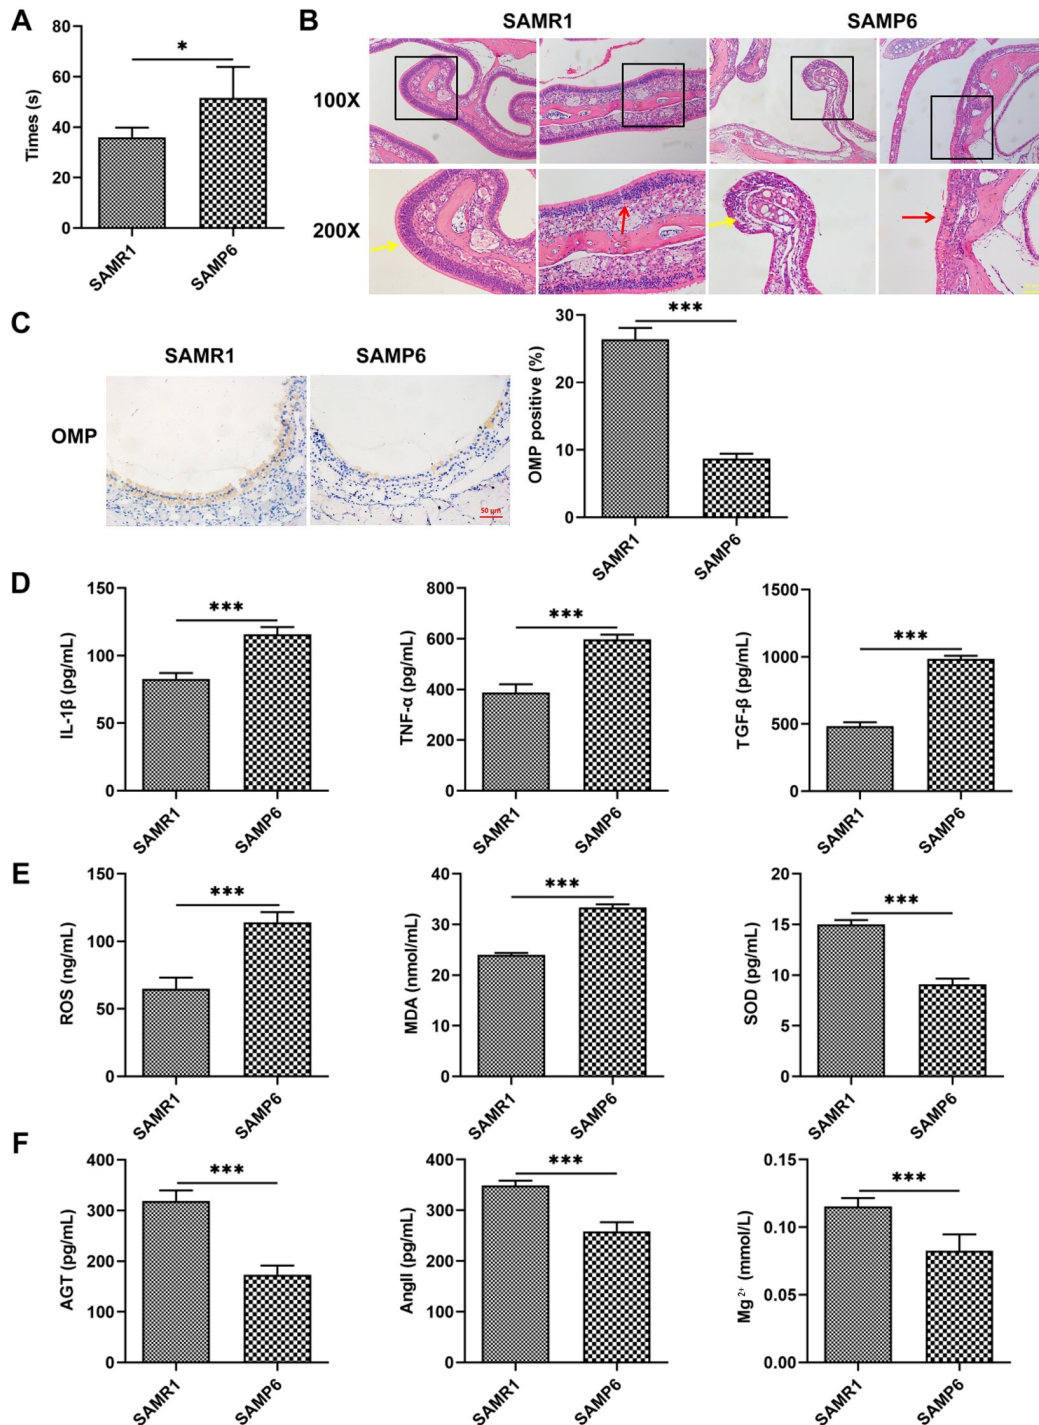 A
Times (s)
80
60
40
20
0
*
SAMR1
SAMP6
B
SAMR1
SAMP6
100X
200X
C
SAMR1
SAMP6
OMP
50 μm
OMP positive (%)
30
20
10
0
***
SAMR1
SAMP6
D
IL-1β (pg/mL)
150
100
50
0
***
SAMR1
SAMP6
TNF-α (pg/mL)
800
600
400
200
0
***
SAMR1
SAMP6
TGF-β (pg/mL)
1500
1000
500
0
***
SAMR1
SAMP6
E
ROS (ng/mL)
150
100
50
0
***
SAMR1
SAMP6
MDA (nmol/mL)
40
30
20
10
0
***
SAMR1
SAMP6
SOD (pg/mL)
20
15
10
5
0
***
SAMR1
SAMP6
F
AGT (pg/mL)
400
300
200
100
0
***
SAMR1
SAMP6
AngII (pg/mL)
400
300
200
100
0
***
SAMR1
SAMP6
Mg²⁺ (mmol/L)
0.15
0.10
0.05
0.00
***
SAMR1
SAMP6